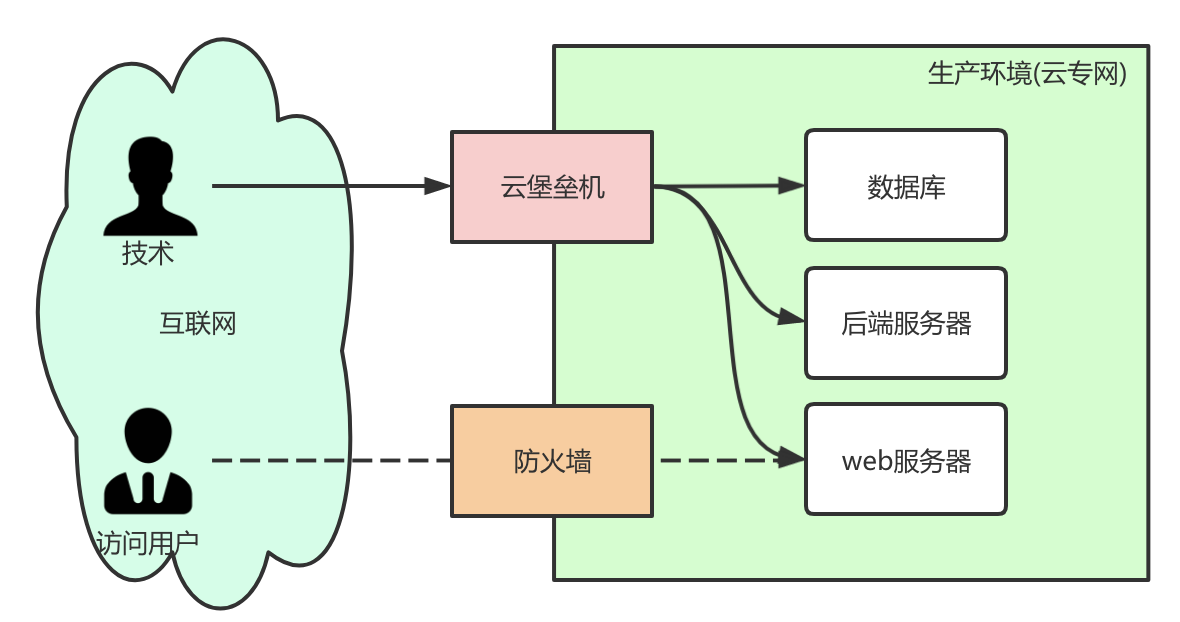 生产环境(云专网)
云堡垒机
数据库
技术
互联网
后端服务器
防火墙
web服务器
访问用户